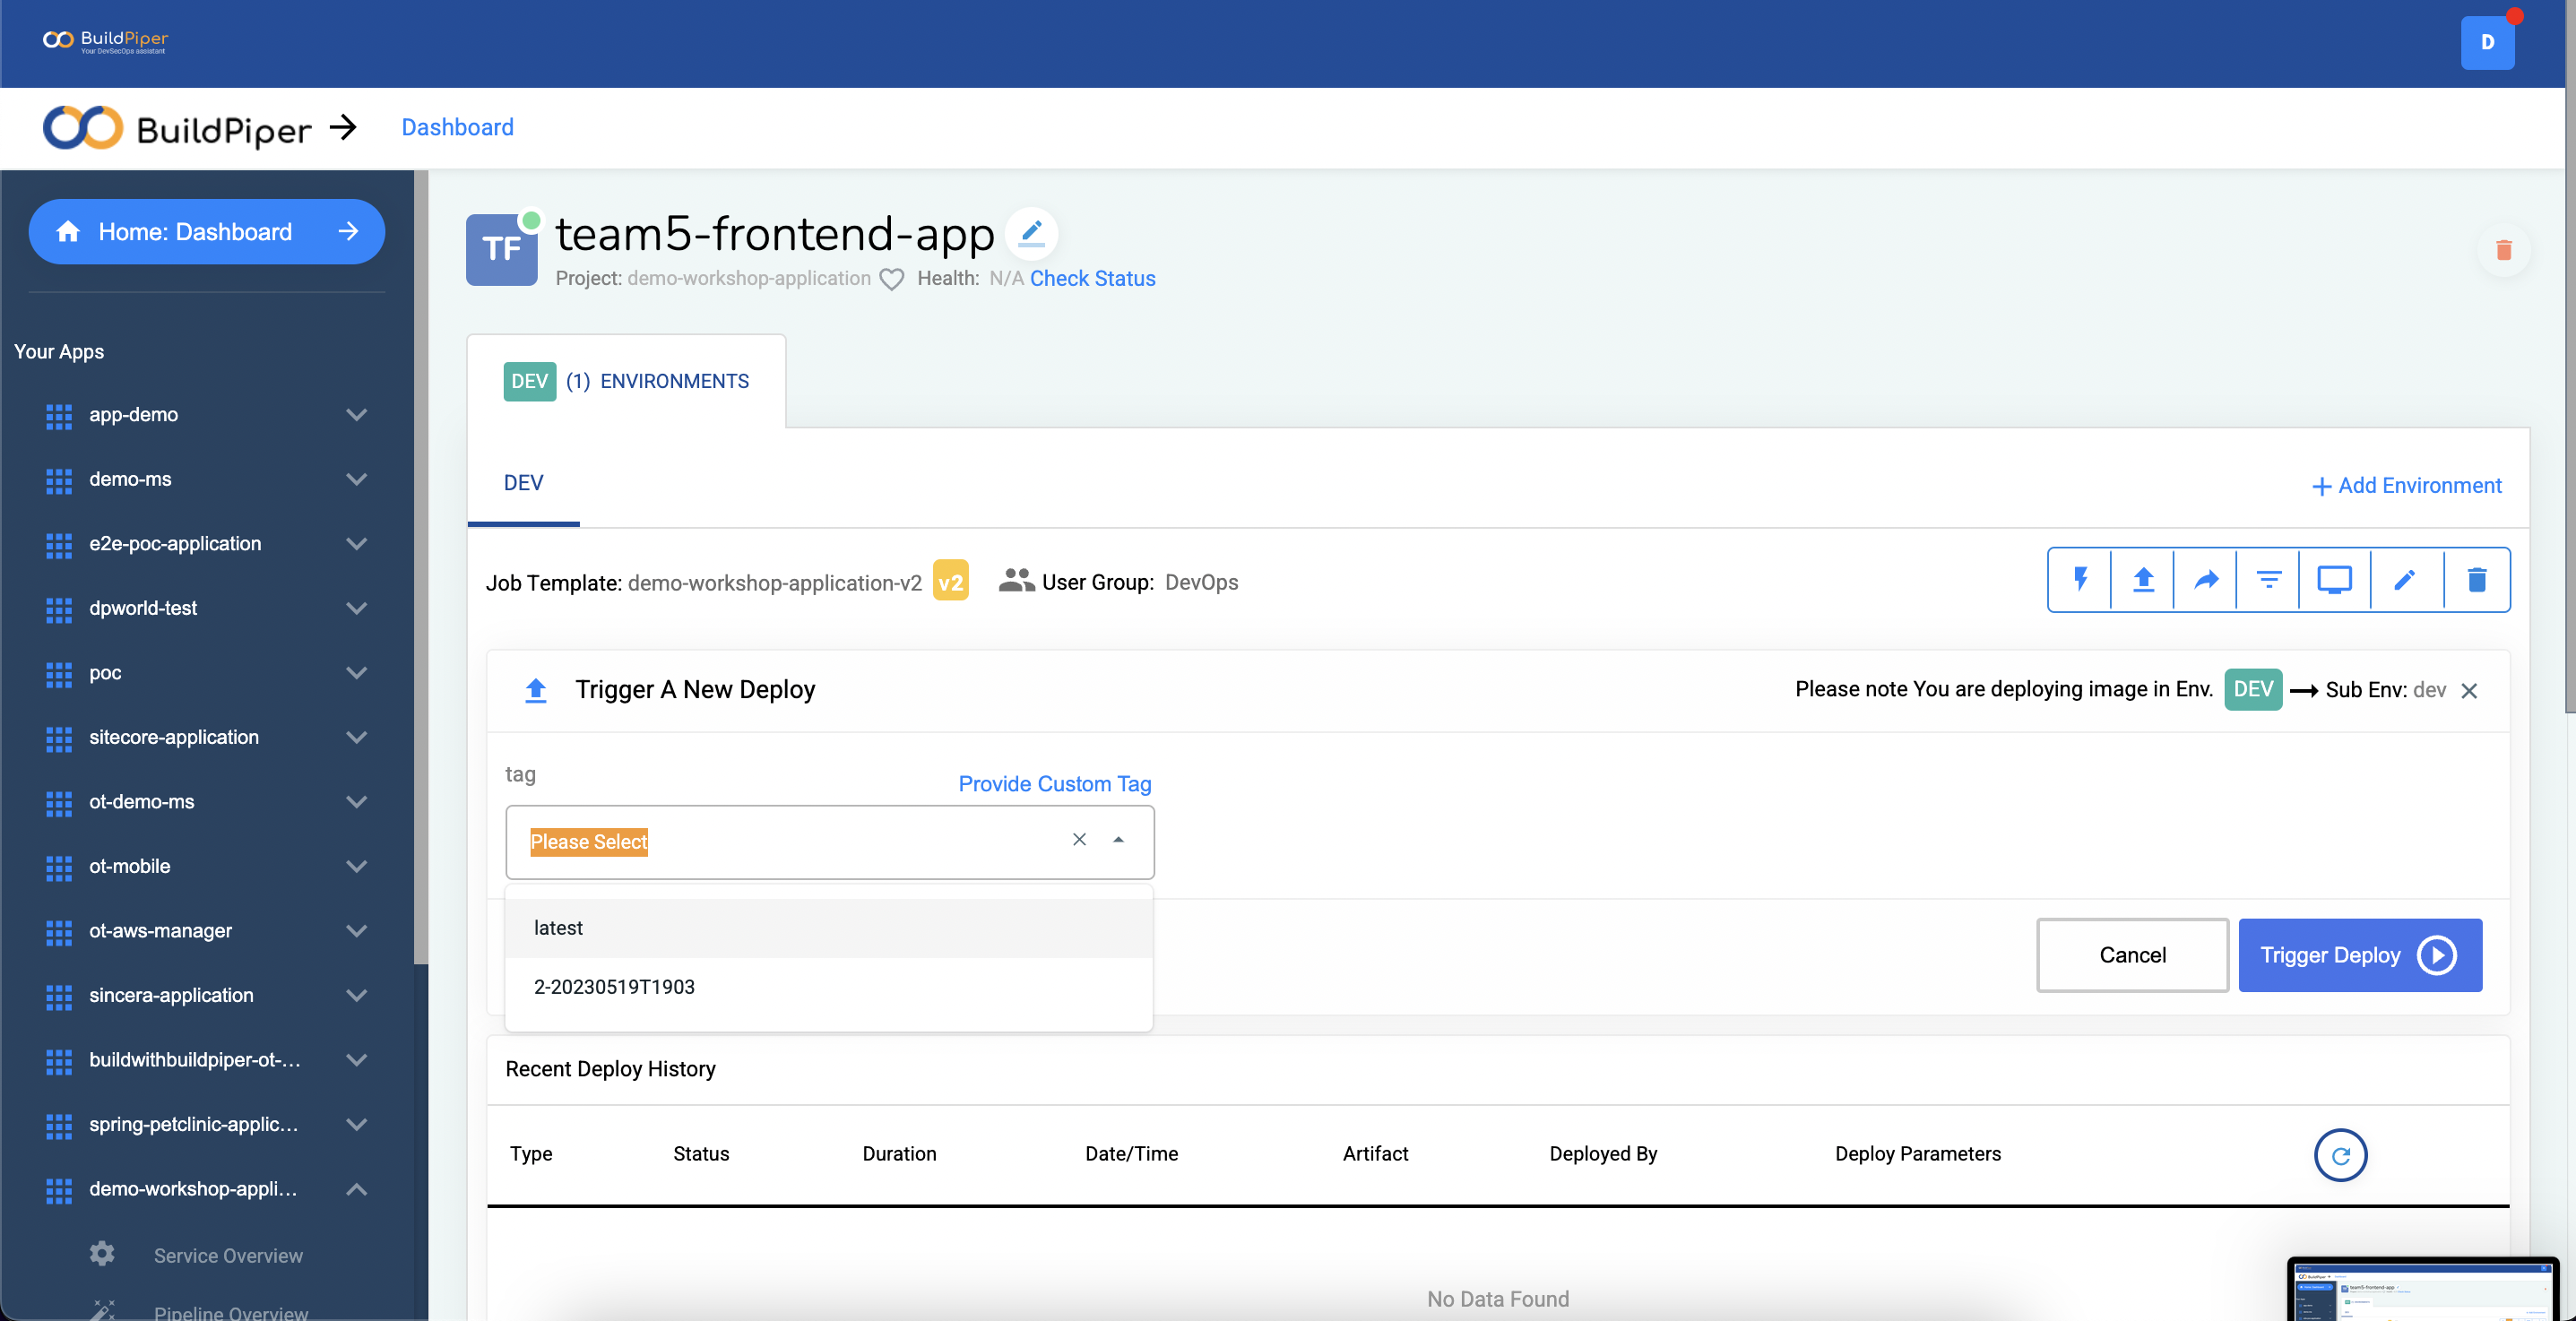 BuildPiper
Your DevSecOps assistant
D
BuildPiper → Dashboard
Home: Dashboard
Your Apps
app-demo
demo-ms
e2e-poc-application
dpworld-test
poc
sitecore-application
ot-demo-ms
ot-mobile
ot-aws-manager
sincera-application
buildwithbuildpiper-ot-...
spring-petclinic-applic...
demo-workshop-appli...
Service Overview
Pipeline Overview
TF
team5-frontend-app
Project: demo-workshop-application Health: N/A Check Status
DEV (1) ENVIRONMENTS
DEV
+ Add Environment
Job Template: demo-workshop-application-v2 v2 User Group: DevOps
Trigger A New Deploy
Please note You are deploying image in Env. DEV → Sub Env: dev
tag
Provide Custom Tag
Please Select
latest
2-20230519T1903
Cancel
Trigger Deploy
Recent Deploy History
Type Status Duration Date/Time Artifact Deployed By Deploy Parameters
No Data Found